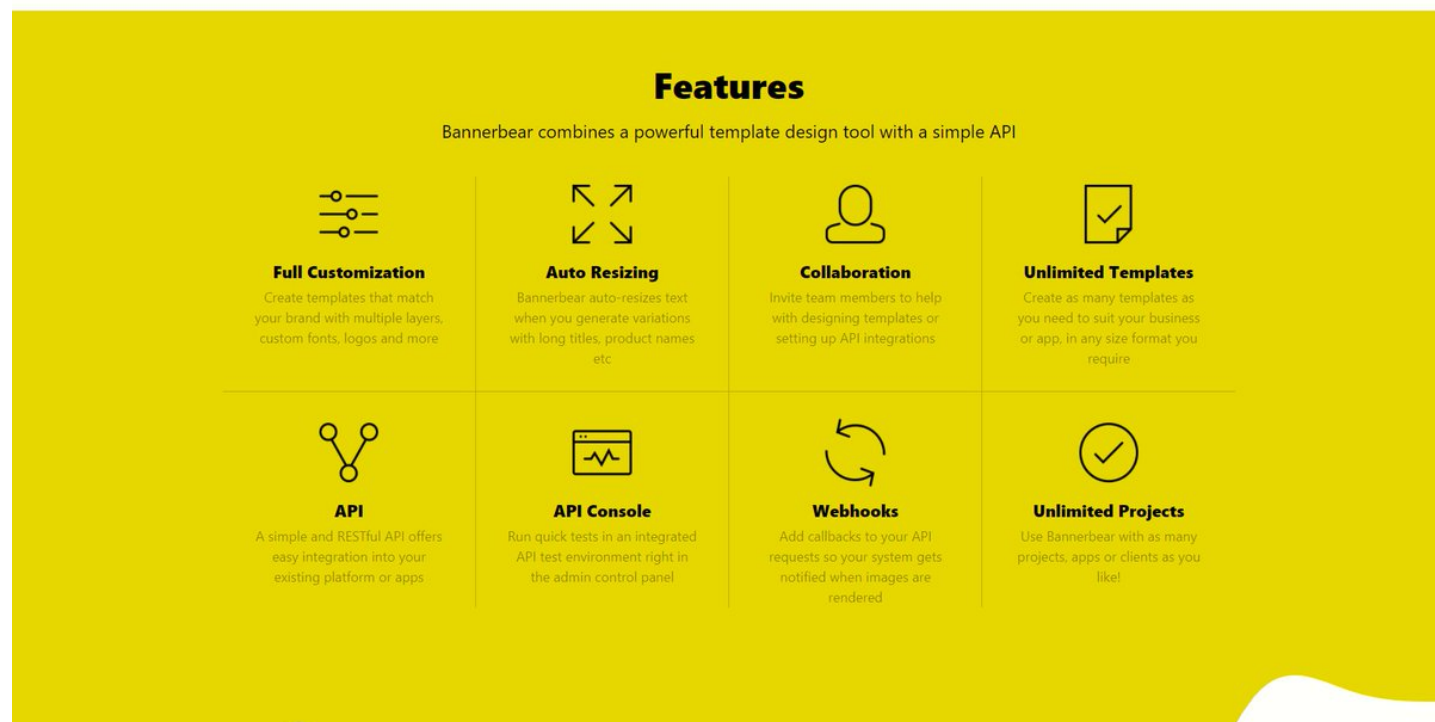 Features
Bannerbear combines a powerful template design tool with a simple API
Full Customization
Create templates that match
your brand with multiple layers,
custom fonts, logos and more
Auto Resizing
Bannerbear auto-resizes text
when you generate variations
with long titles, product names
etc
Collaboration
Invite team members to help
with designing templates or
setting up API integrations
Unlimited Templates
Create as many templates as
you need to suit your business
or app, in any size format you
require
API
A simple and RESTful API offers
easy integration into your
existing platform or apps
API Console
Run quick tests in an integrated
API test environment right in
the admin control panel
Webhooks
Add callbacks to your API
requests so your system gets
notified when images are
rendered
Unlimited Projects
Use Bannerbear with as many
projects, apps or clients as you
like!